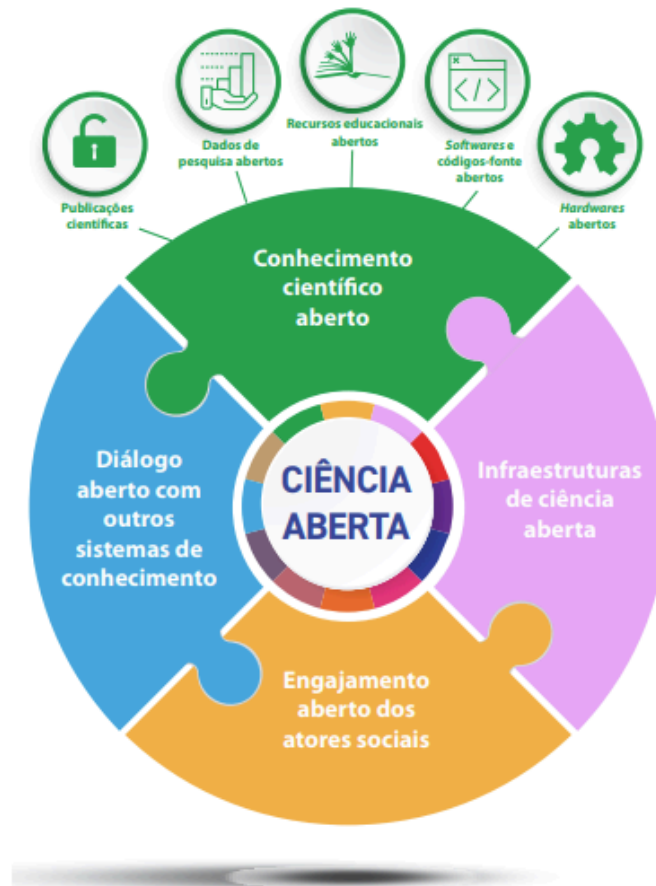 Publicações
científicas
Dados de
pesquisa abertos
Recursos educacionais
abertos
Softwares e
códigos-fonte
abertos
Hardwares
abertos
</>
Conhecimento
científico
aberto
Diálogo
aberto com
outros
sistemas de
conhecimento
CIÊNCIA
ABERTA
Infraestruturas
de ciência
aberta
Engajamento
aberto dos
atores sociais